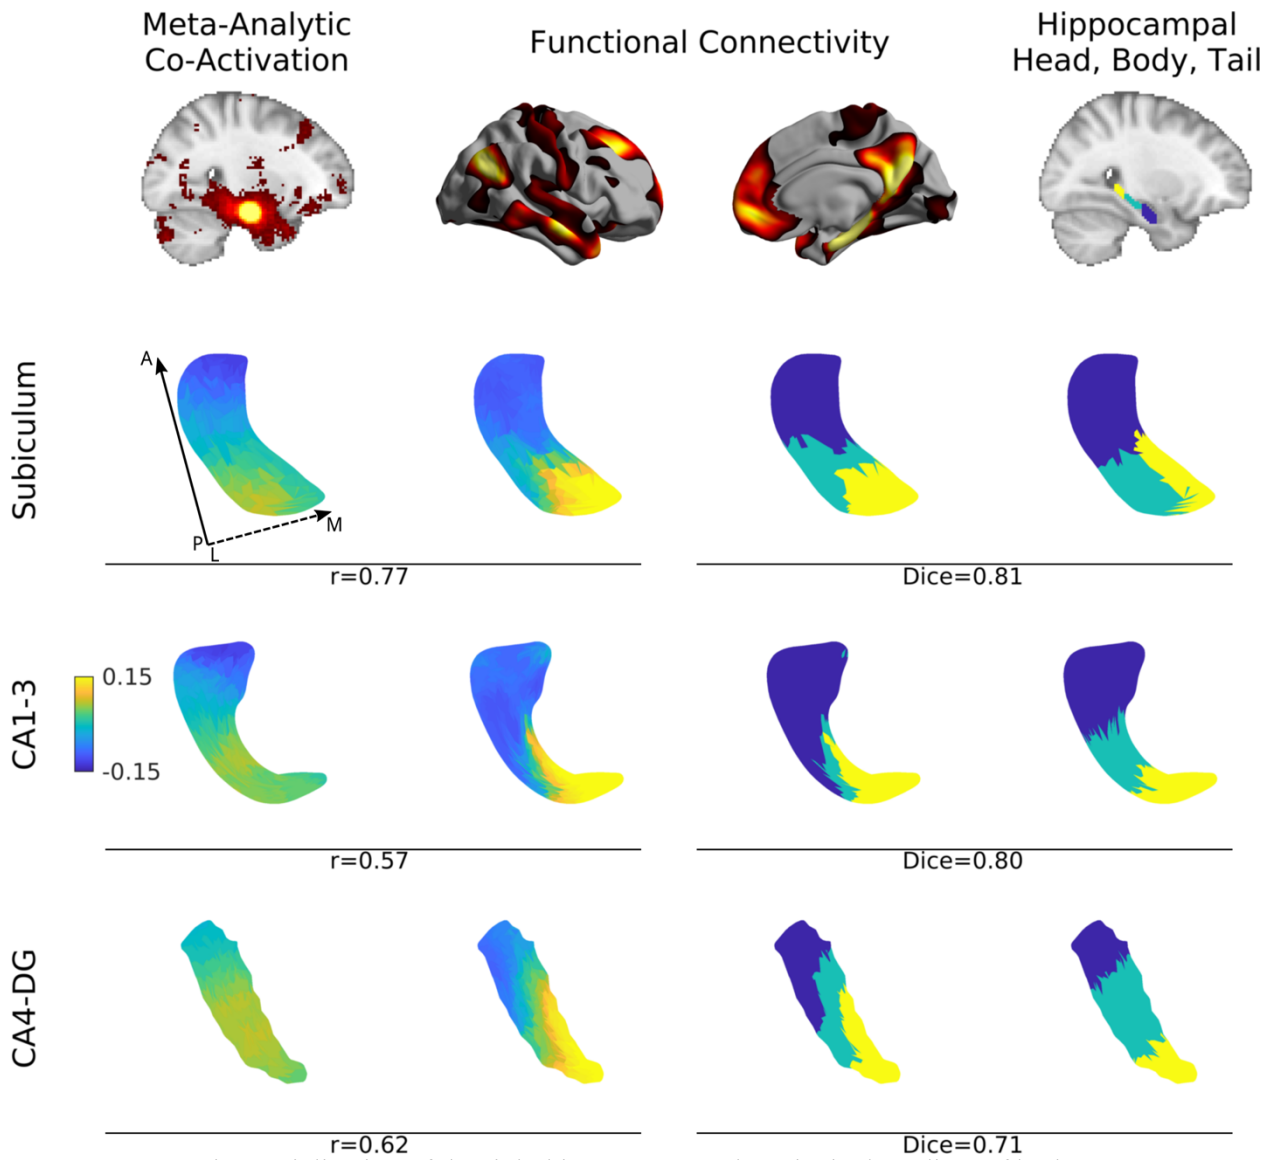 Meta-Analytic
Co-Activation
Functional Connectivity
Hippocampal
Head, Body, Tail
Subiculum
A
P
L
M
r=0.77
Dice=0.81
CA1-3
0.15
-0.15
r=0.57
Dice=0.80
CA4-DG
r=0.62
Dice=0.71